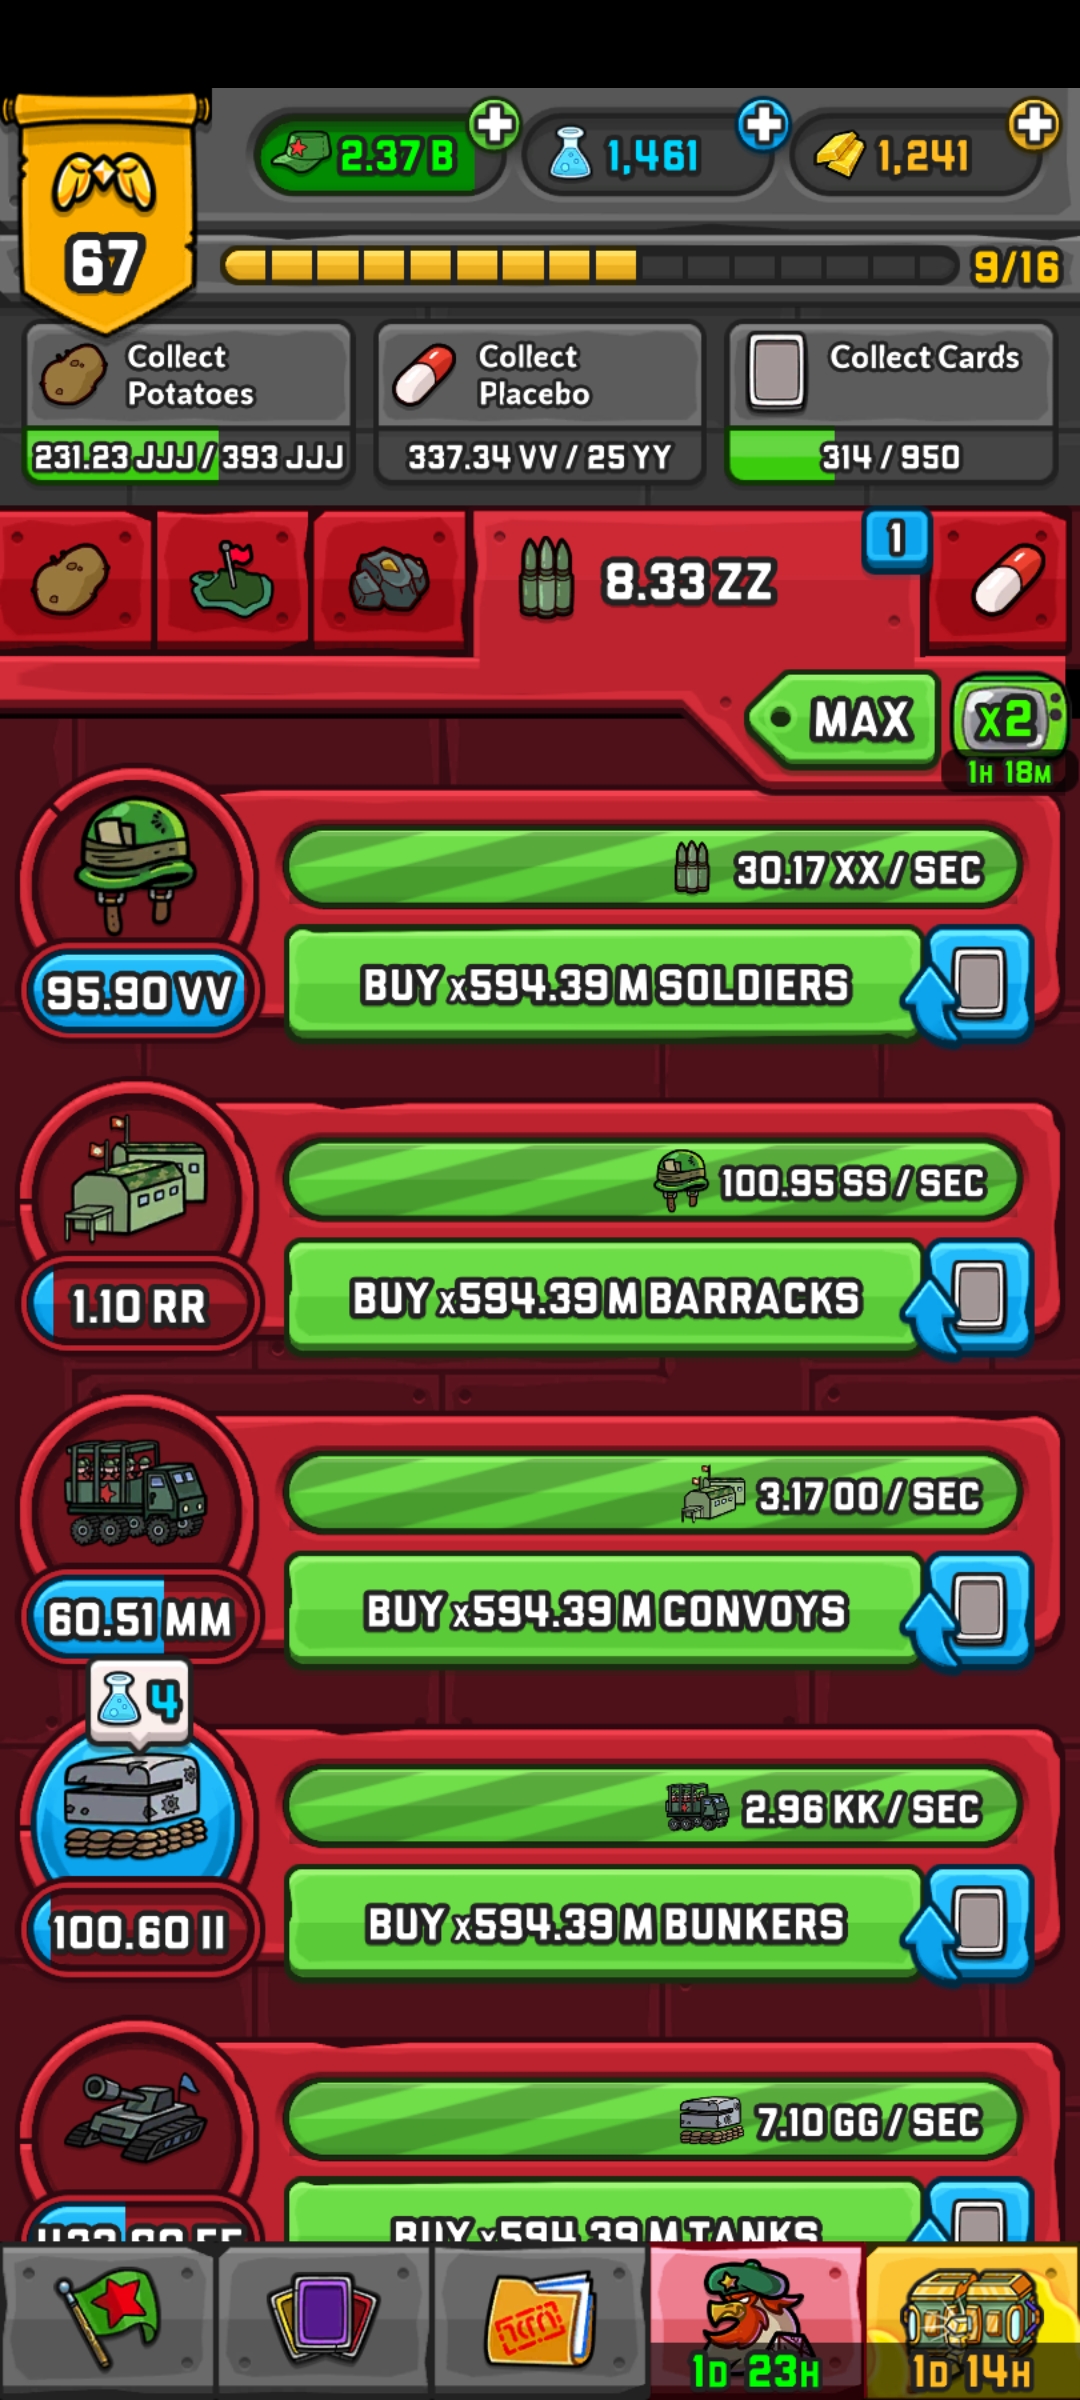 67
2.37 B
1,461
1,241
9/16
Collect Potatoes
231.23 JJJ / 393 JJJ
Collect Placebo
337.34 VV / 25 YY
Collect Cards
314 / 950
8.33 ZZ
1
MAX
x2
1H 18M
30.17 XX / SEC
95.90 VV
BUY x594.39 M SOLDIERS
100.95 SS / SEC
1.10 RR
BUY x594.39 M BARRACKS
3.17 OO / SEC
60.51 MM
BUY x594.39 M CONVOYS
4
2.96 KK / SEC
100.60 II
BUY x594.39 M BUNKERS
7.10 GG / SEC
BUY x594.39 M TANKS
1D 23H
1D 14H